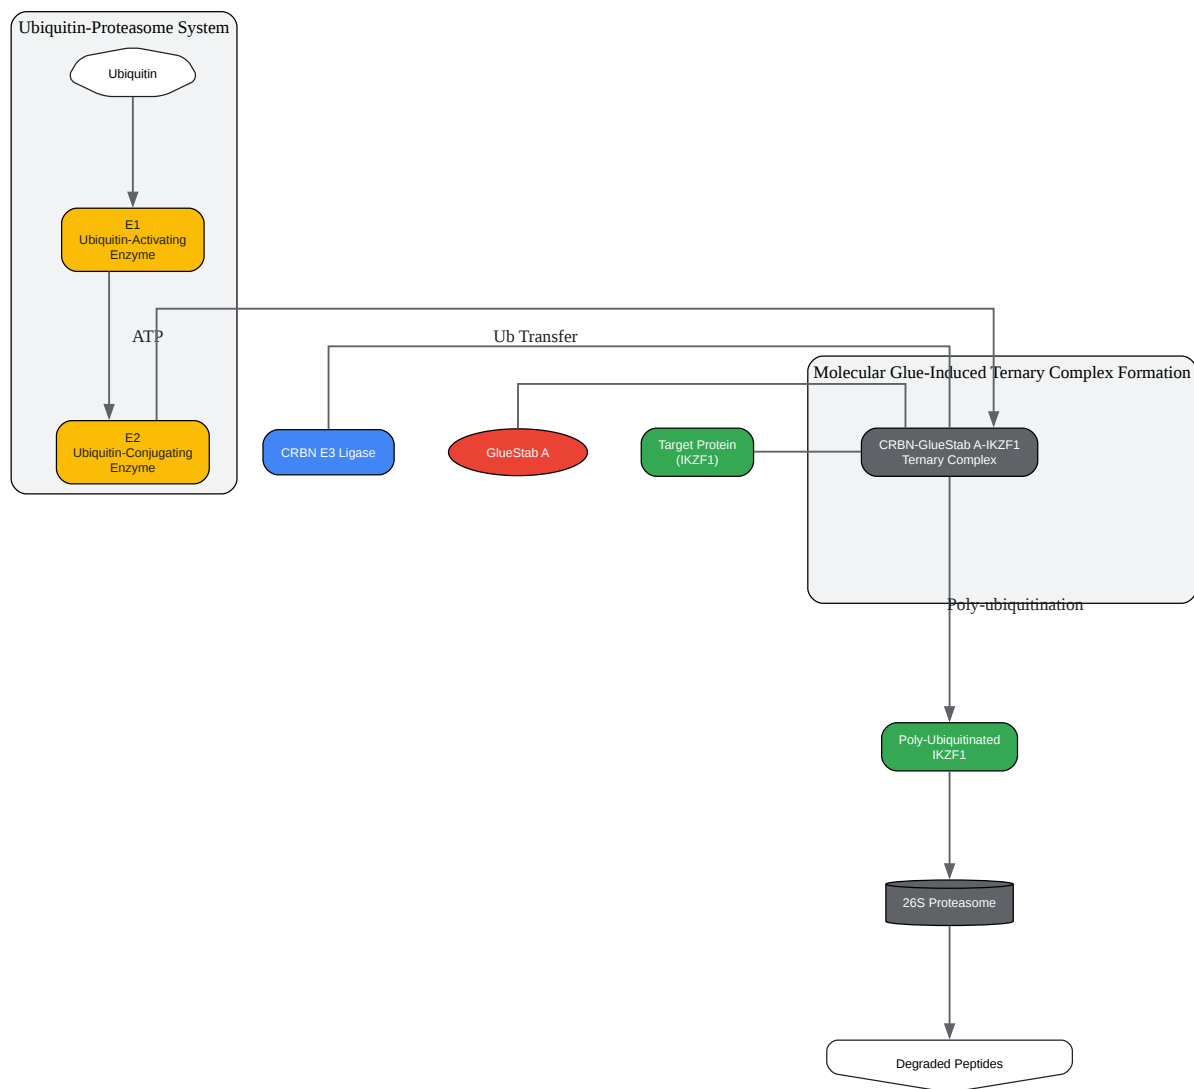 Ubiquitin-Proteasome System
Ubiquitin
E1
Ubiquitin-Activating
Enzyme
ATP
Ub Transfer
Molecular Glue-Induced Ternary Complex Formation
E2
Ubiquitin-Conjugating
Enzyme
CRBN E3 Ligase
GlueStab A
Target Protein
(IKZF1)
CRBN-GlueStab A-IKZF1
Ternary Complex
Poly-ubiquitination
Poly-Ubiquitinated
IKZF1
26S Proteasome
Degraded Peptides